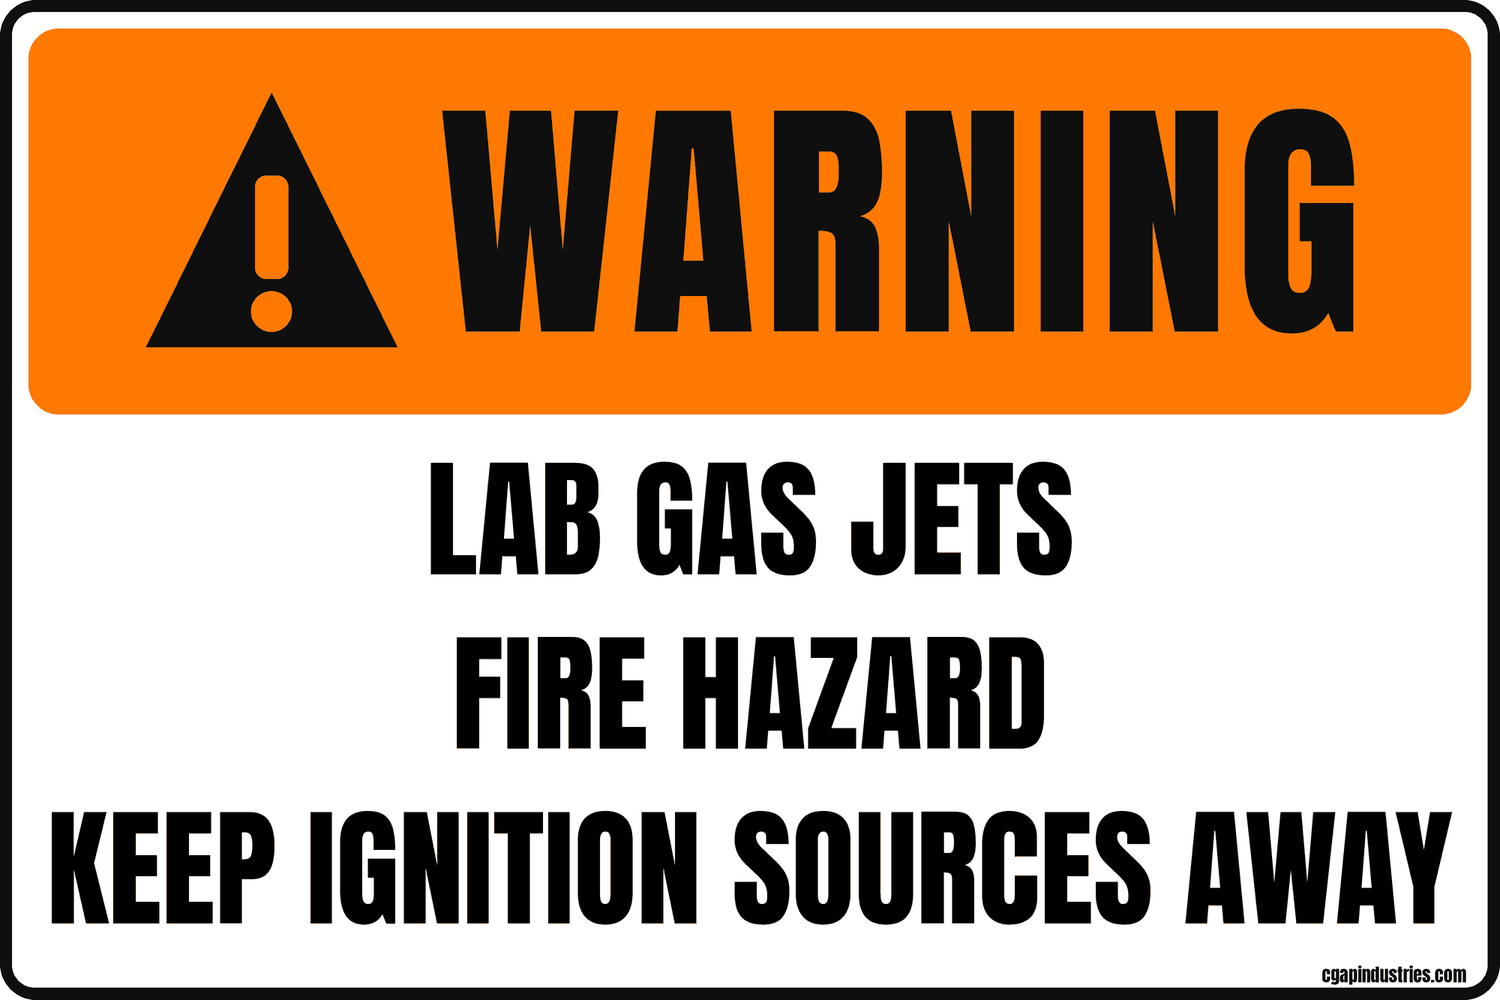 WARNING
LAB GAS JETS
FIRE HAZARD
KEEP IGNITION SOURCES AWAY
cgapindustries.com